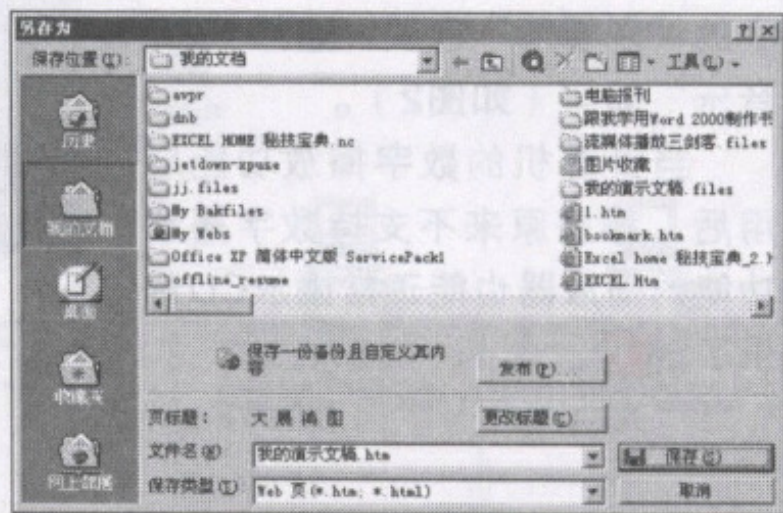 另存为
保存位置(I): 我的文档 工具(L)
历史
我的文档
桌面
收藏夹
网上邻居
avpr
dnb
EXCEL HOME 秘技宝典.nc
jetdown-xpuse
jj.files
My Bakfiles
My Webs
Office XP 简体中文版 ServicePack1
offline_resume
电脑报刊
跟我学用Word 2000制作书
流媒体播放三剑客.files
图片收藏
我的演示文稿.files
1.htm
bookmark.htm
Excel home 秘技宝典_2.
EXCEL.Htm
保存一份备份且自定义其内
容
发布(P)...
页标题: 大展鸿图 更改标题(C)...
文件名(N) 我的演示文稿.htm 保存(S)
保存类型(T) Web 页(*.htm; *.html) 取消